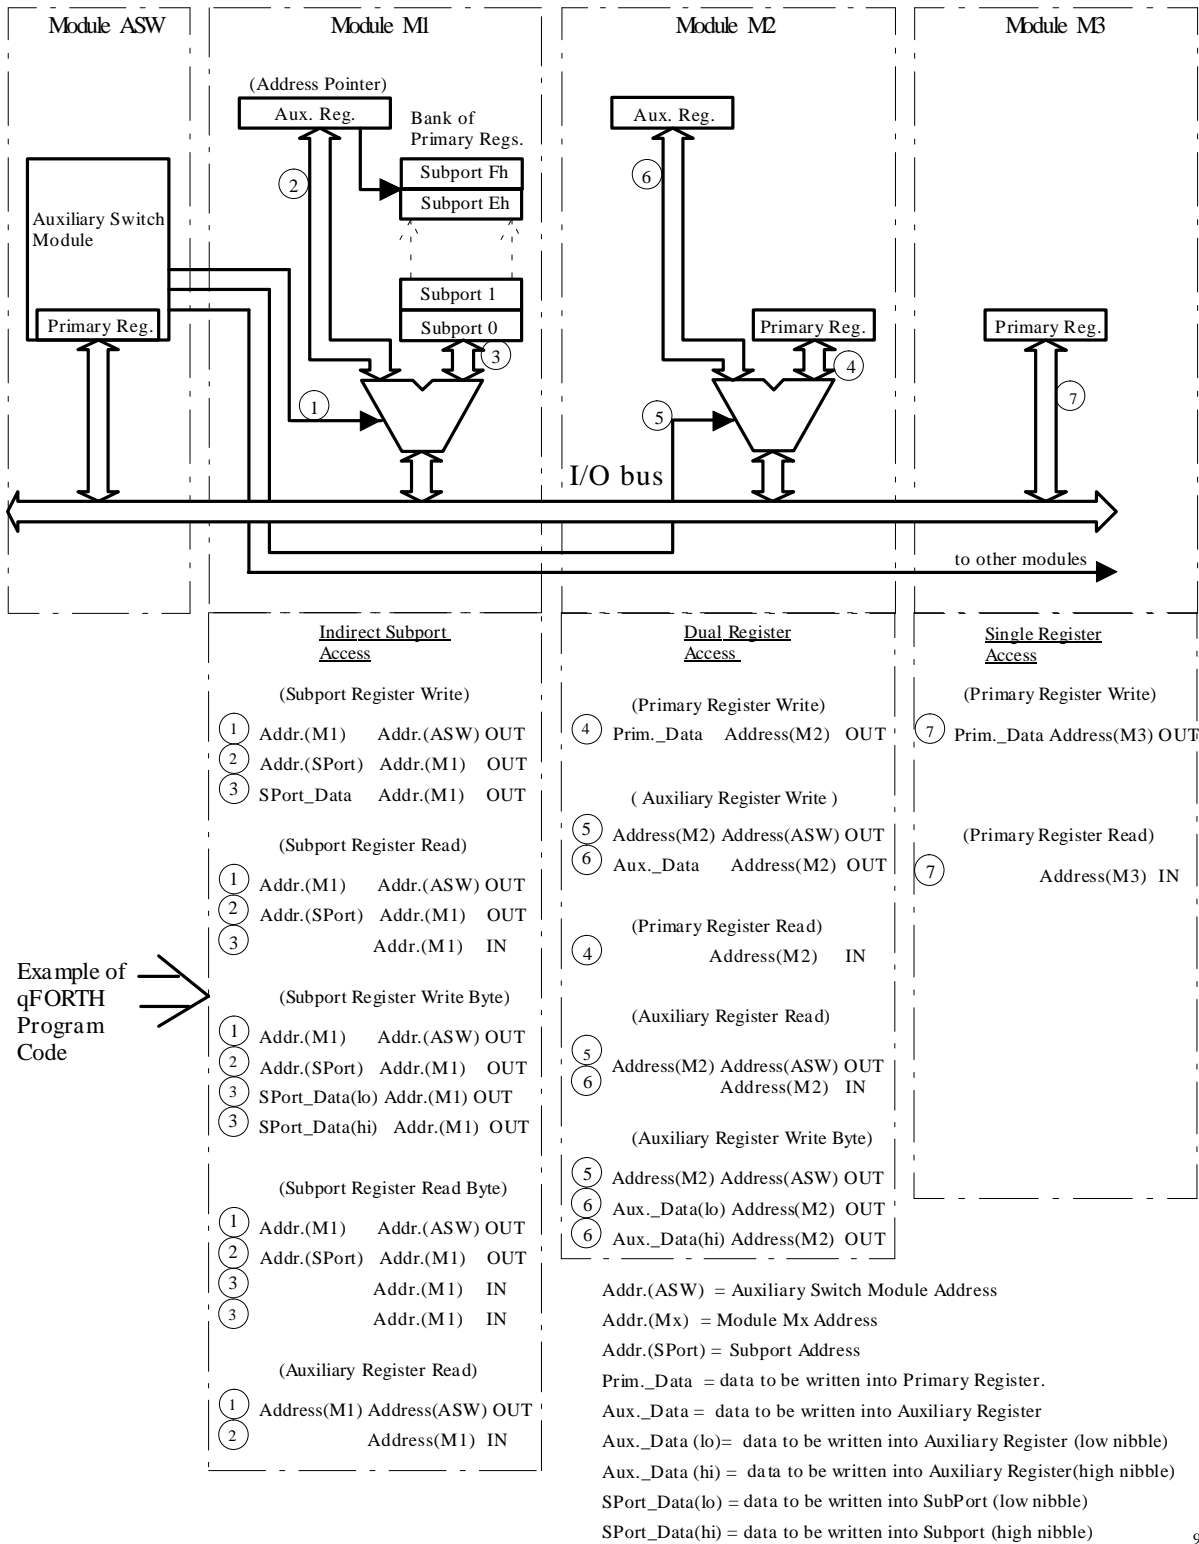 Module ASW
Module M1
Module M2
Module M3
(Address Pointer)
Aux. Reg.
Bank of
Primary Regs.
Subport Fh
Subport Eh
Subport 1
Subport 0
Auxiliary Switch
Module
Primary Reg.
2
3
1
Aux. Reg.
6
Primary Reg.
4
5
Primary Reg.
7
I/O bus
to other modules
Indirect Subport
Access
(Subport Register Write)
1 Addr.(M1) Addr.(ASW) OUT
2 Addr.(SPort) Addr.(M1) OUT
3 SPort_Data Addr.(M1) OUT
(Subport Register Read)
1 Addr.(M1) Addr.(ASW) OUT
2 Addr.(SPort) Addr.(M1) OUT
3 Addr.(M1) IN
(Subport Register Write Byte)
1 Addr.(M1) Addr.(ASW) OUT
2 Addr.(SPort) Addr.(M1) OUT
3 SPort_Data(lo) Addr.(M1) OUT
3 SPort_Data(hi) Addr.(M1) OUT
(Subport Register Read Byte)
1 Addr.(M1) Addr.(ASW) OUT
2 Addr.(SPort) Addr.(M1) OUT
3 Addr.(M1) IN
3 Addr.(M1) IN
(Auxiliary Register Read)
1 Address(M1) Address(ASW) OUT
2 Address(M1) IN
Example of
qFORTH
Program
Code
Dual Register
Access
(Primary Register Write)
4 Prim._Data Address(M2) OUT
( Auxiliary Register Write )
5 Address(M2) Address(ASW) OUT
6 Aux._Data Address(M2) OUT
(Primary Register Read)
4 Address(M2) IN
(Auxiliary Register Read)
5 Address(M2) Address(ASW) OUT
6 Address(M2) IN
(Auxiliary Register Write Byte)
5 Address(M2) Address(ASW) OUT
6 Aux._Data(lo) Address(M2) OUT
6 Aux._Data(hi) Address(M2) OUT
Single Register
Access
(Primary Register Write)
7 Prim._Data Address(M3) OUT
(Primary Register Read)
7 Address(M3) IN
Addr.(ASW) = Auxiliary Switch Module Address
Addr.(Mx) = Module Mx Address
Addr.(SPort) = Subport Address
Prim._Data = data to be written into Primary Register.
Aux._Data = data to be written into Auxiliary Register
Aux._Data (lo)= data to be written into Auxiliary Register (low nibble)
Aux._Data (hi) = data to be written into Auxiliary Register(high nibble)
SPort_Data(lo) = data to be written into SubPort (low nibble)
SPort_Data(hi) = data to be written into Subport (high nibble)